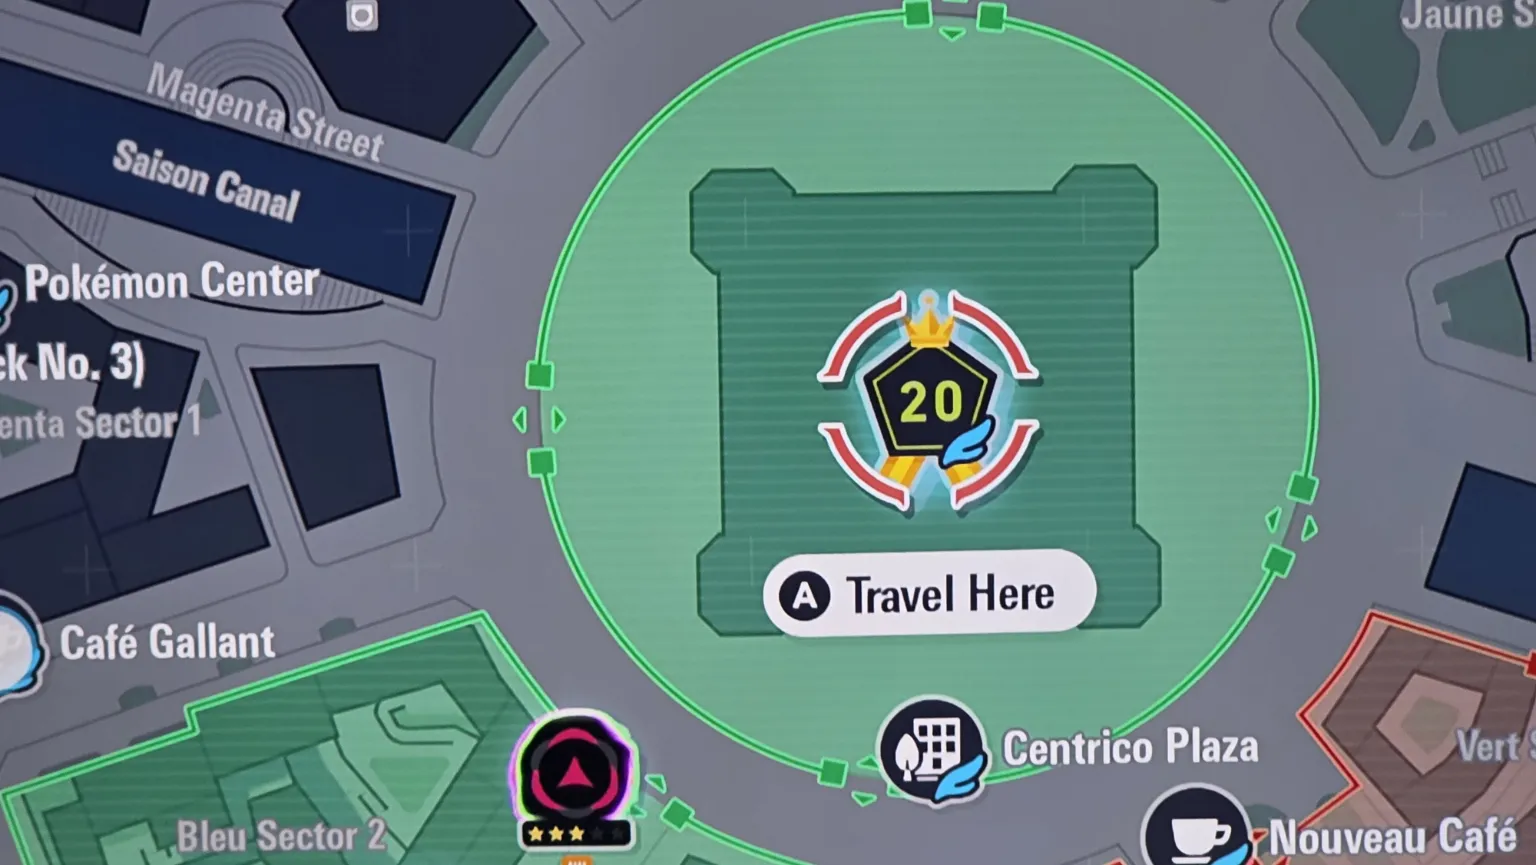 Jaune S
Magenta Street
Saison Canal
Pokémon Center
ck No. 3)
enta Sector 1
20
A Travel Here
Café Gallant
Centrico Plaza
Vert S
Bleu Sector 2
Nouveau Café